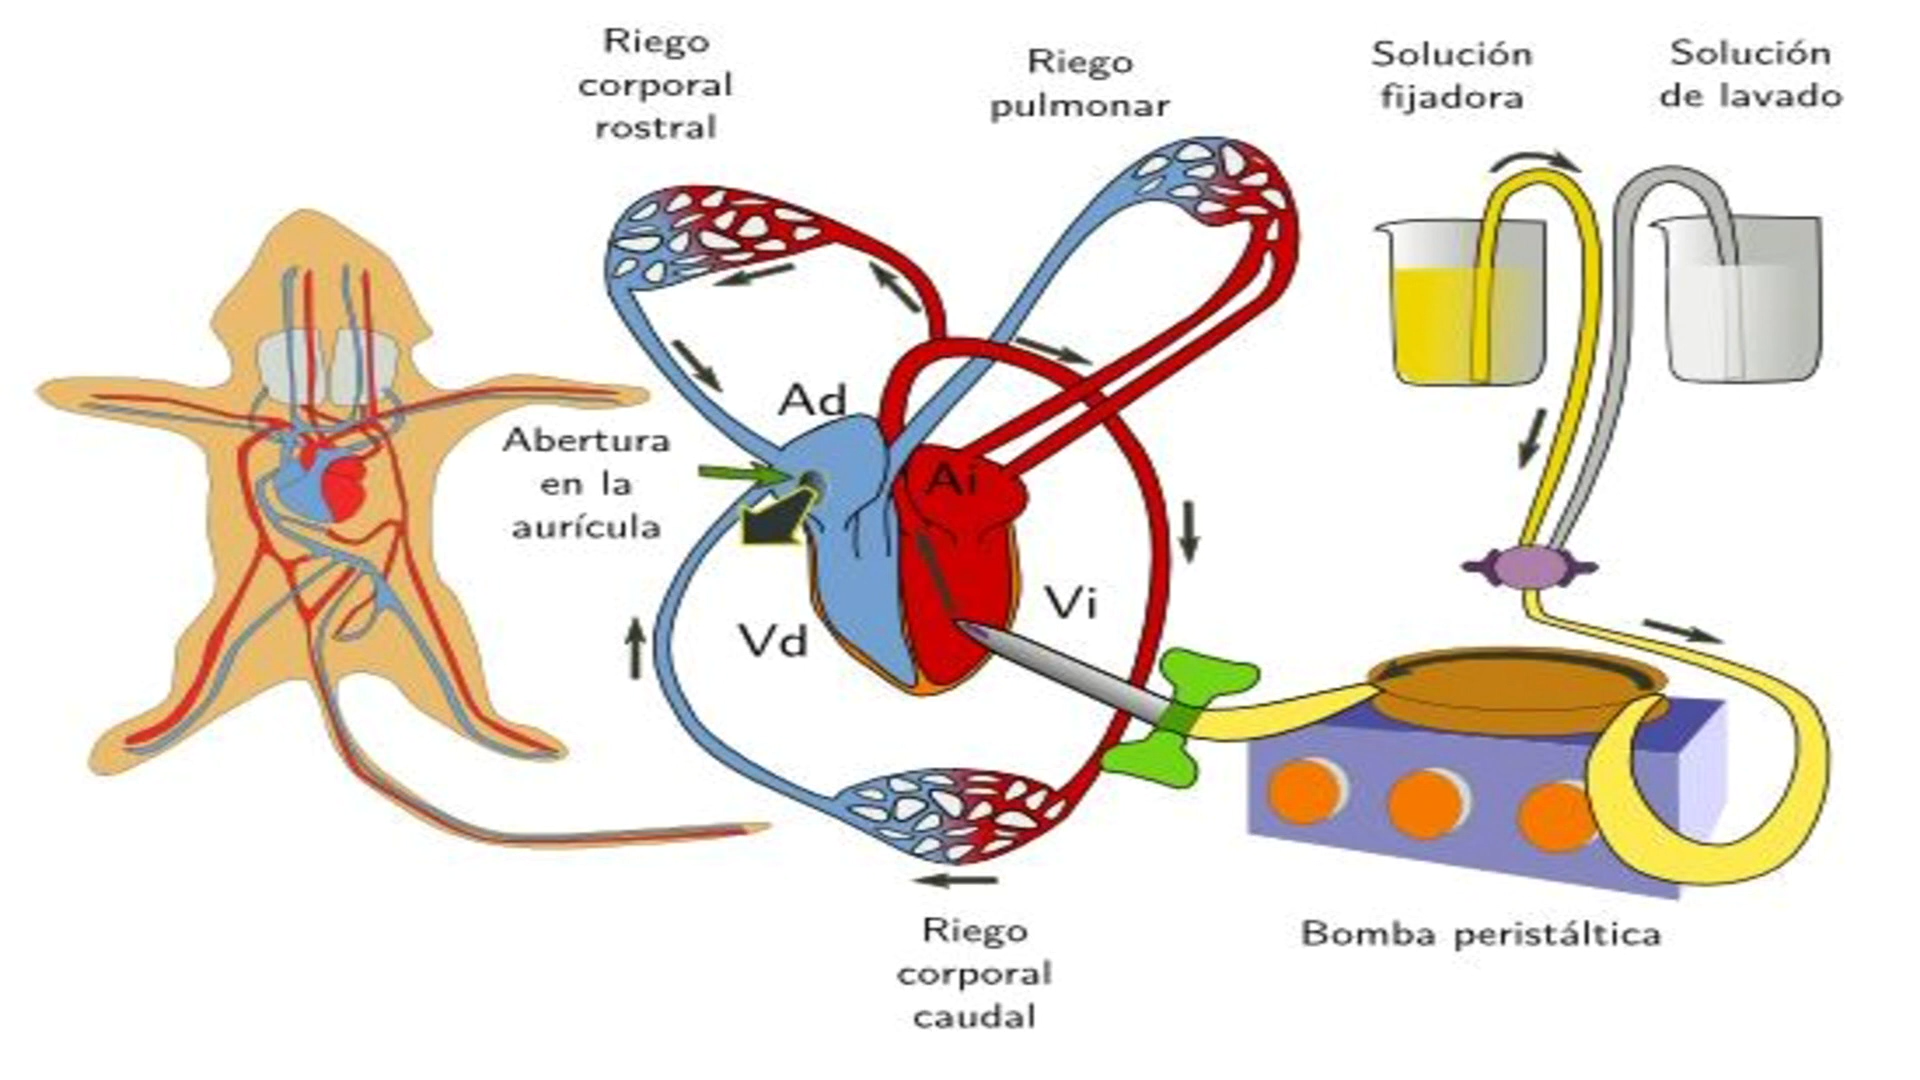 Riego
corporal
rostral
Riego
pulmonar
Solución
fijadora
Solución
de lavado
Ad
Abertura
en la
aurícula
Ai
Vi
Vd
Riego
corporal
caudal
Bomba peristáltica